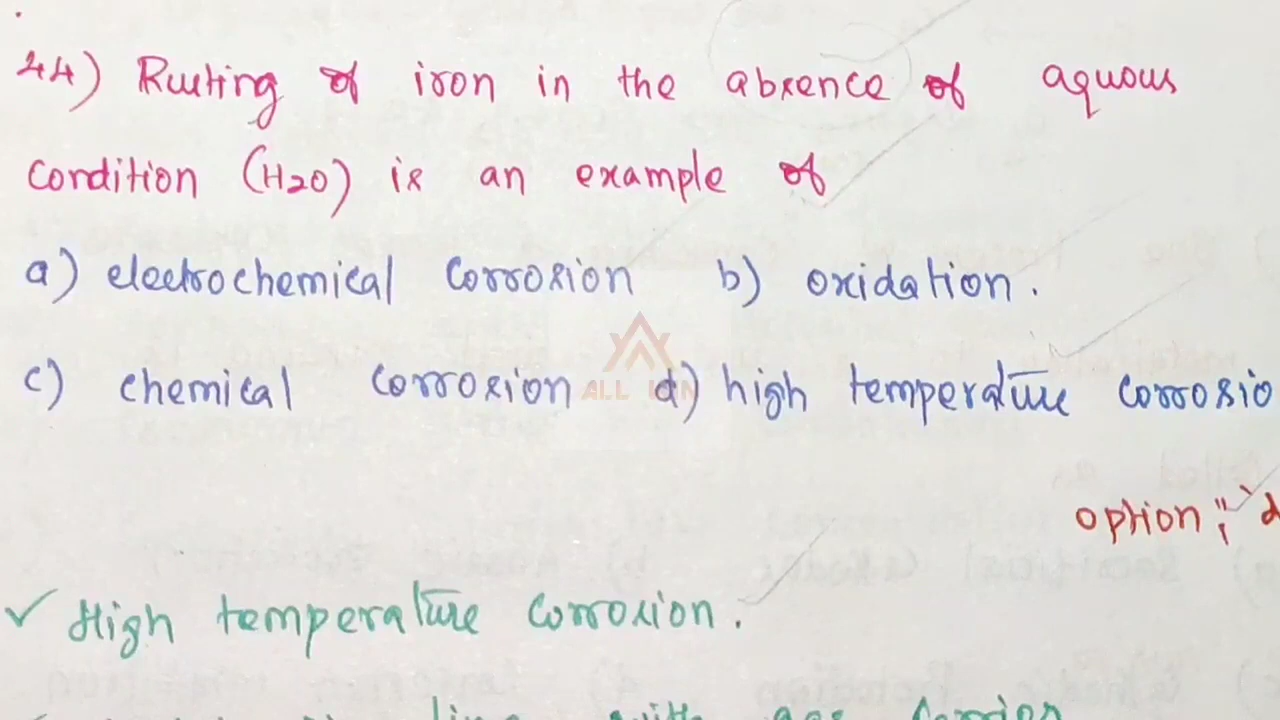 44) Rusting of iron in the absence of aquous
condition (H2O) is an example of
a) electrochemical corrosion b) oxidation.
c) chemical corrosion d) high temperature corrosio
ALL
option ; "d
✓ High temperature corrosion.